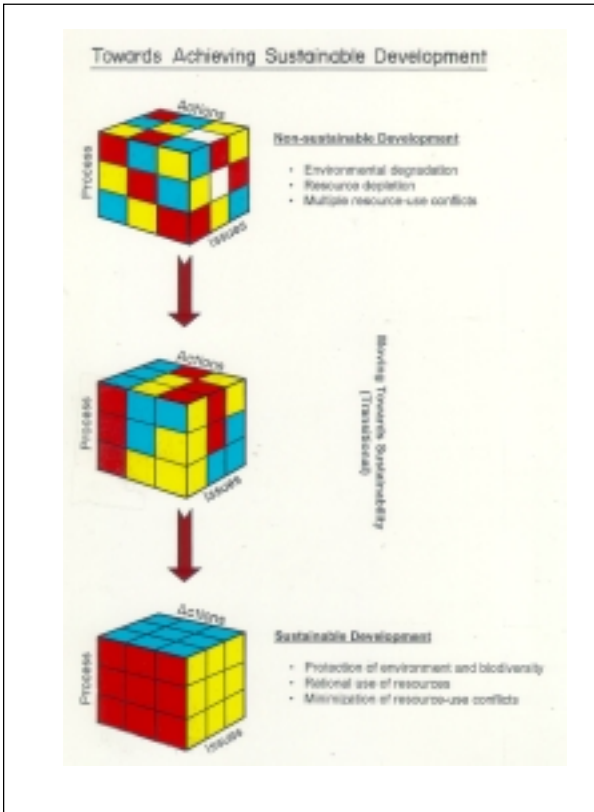 Towards Achieving Sustainable Development
Actions
Process
Issues
Non-sustainable Development
• Environmental degradation
• Resource depletion
• Multiple resource-use conflicts
Actions
Process
Issues
Moving Towards Sustainability
(Transitional)
Actions
Process
Issues
Sustainable Development
• Protection of environment and biodiversity
• Rational use of resources
• Minimization of resource-use conflicts